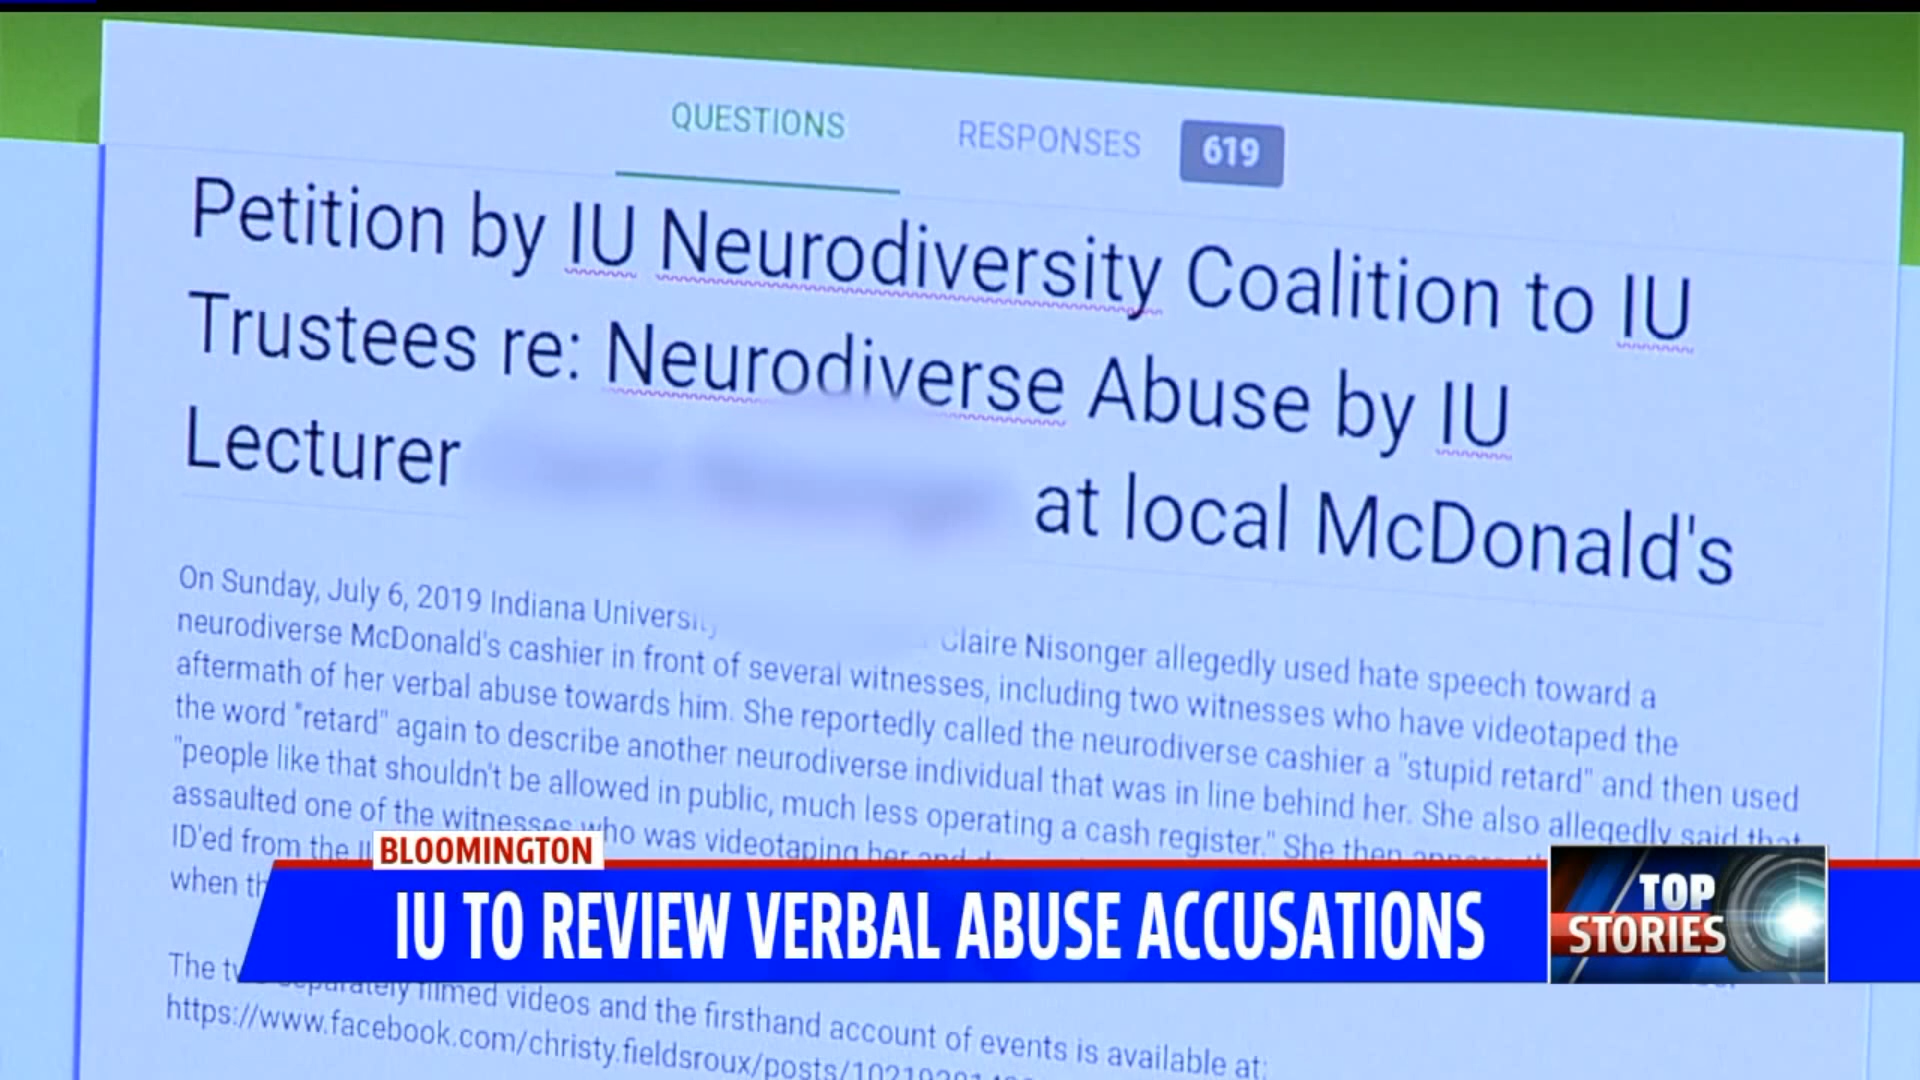 QUESTIONS RESPONSES 619
Petition by IU Neurodiversity Coalition to IU
Trustees re: Neurodiverse Abuse by IU
Lecturer at local McDonald's
On Sunday, July 6, 2019 Indiana University Claire Nisonger allegedly used hate speech toward a
neurodiverse McDonald's cashier in front of several witnesses, including two witnesses who have videotaped the
aftermath of her verbal abuse towards him. She reportedly called the neurodiverse cashier a "stupid retard" and then used
the word "retard" again to describe another neurodiverse individual that was in line behind her. She also allegedly said that
"people like that shouldn't be allowed in public, much less operating a cash register." She then
assaulted one of the witnesses who was videotaping her and
ID'ed from the
when
BLOOMINGTON
IU TO REVIEW VERBAL ABUSE ACCUSATIONS
TOP
STORIES
The separately filmed videos and the firsthand account of events is available at:
https://www.facebook.com/christy.fieldsroux/posts/